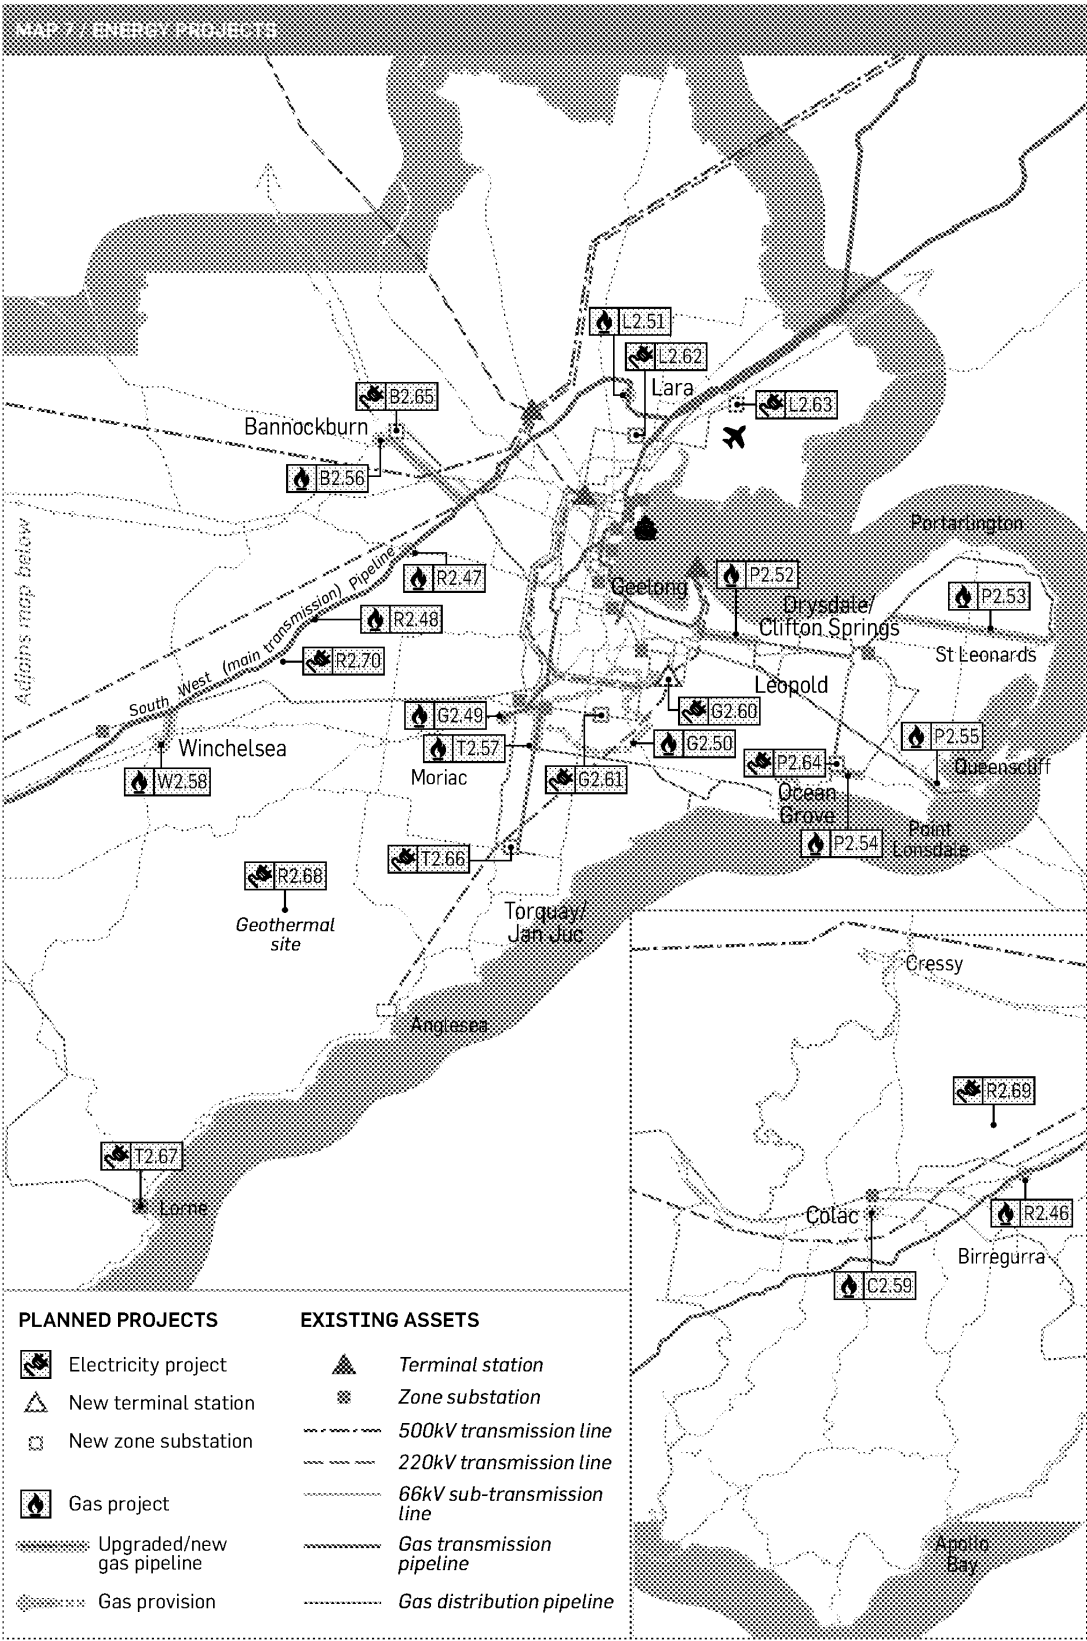 MAP 7 / ENERGY PROJECTS
L2.51
L2.62
Lara
L2.63
B2.65
Bannockburn
B2.56
Portarlington
Adjoins map below
R2.47
Geelong
P2.52
P2.53
Drysdale/
Clifton Springs
R2.48
St Leonards
R2.70
South West (main transmission) Pipeline
Leopold
G2.49
G2.60
T2.57
G2.50
P2.55
Winchelsea
Moriac
P2.64
Queenscliff
W2.58
G2.61
Ocean
Grove
P2.54
Point
Lonsdale
T2.66
R2.68
Geothermal
site
Torquay/
Jan Juc
Anglesea
Cressy
R2.69
T2.67
Lorne
Colac
R2.46
Birregurra
C2.59
Apollo
Bay
PLANNED PROJECTS
Electricity project
New terminal station
New zone substation
Gas project
Upgraded/new
gas pipeline
Gas provision
EXISTING ASSETS
Terminal station
Zone substation
500kV transmission line
220kV transmission line
66kV sub-transmission
line
Gas transmission
pipeline
Gas distribution pipeline